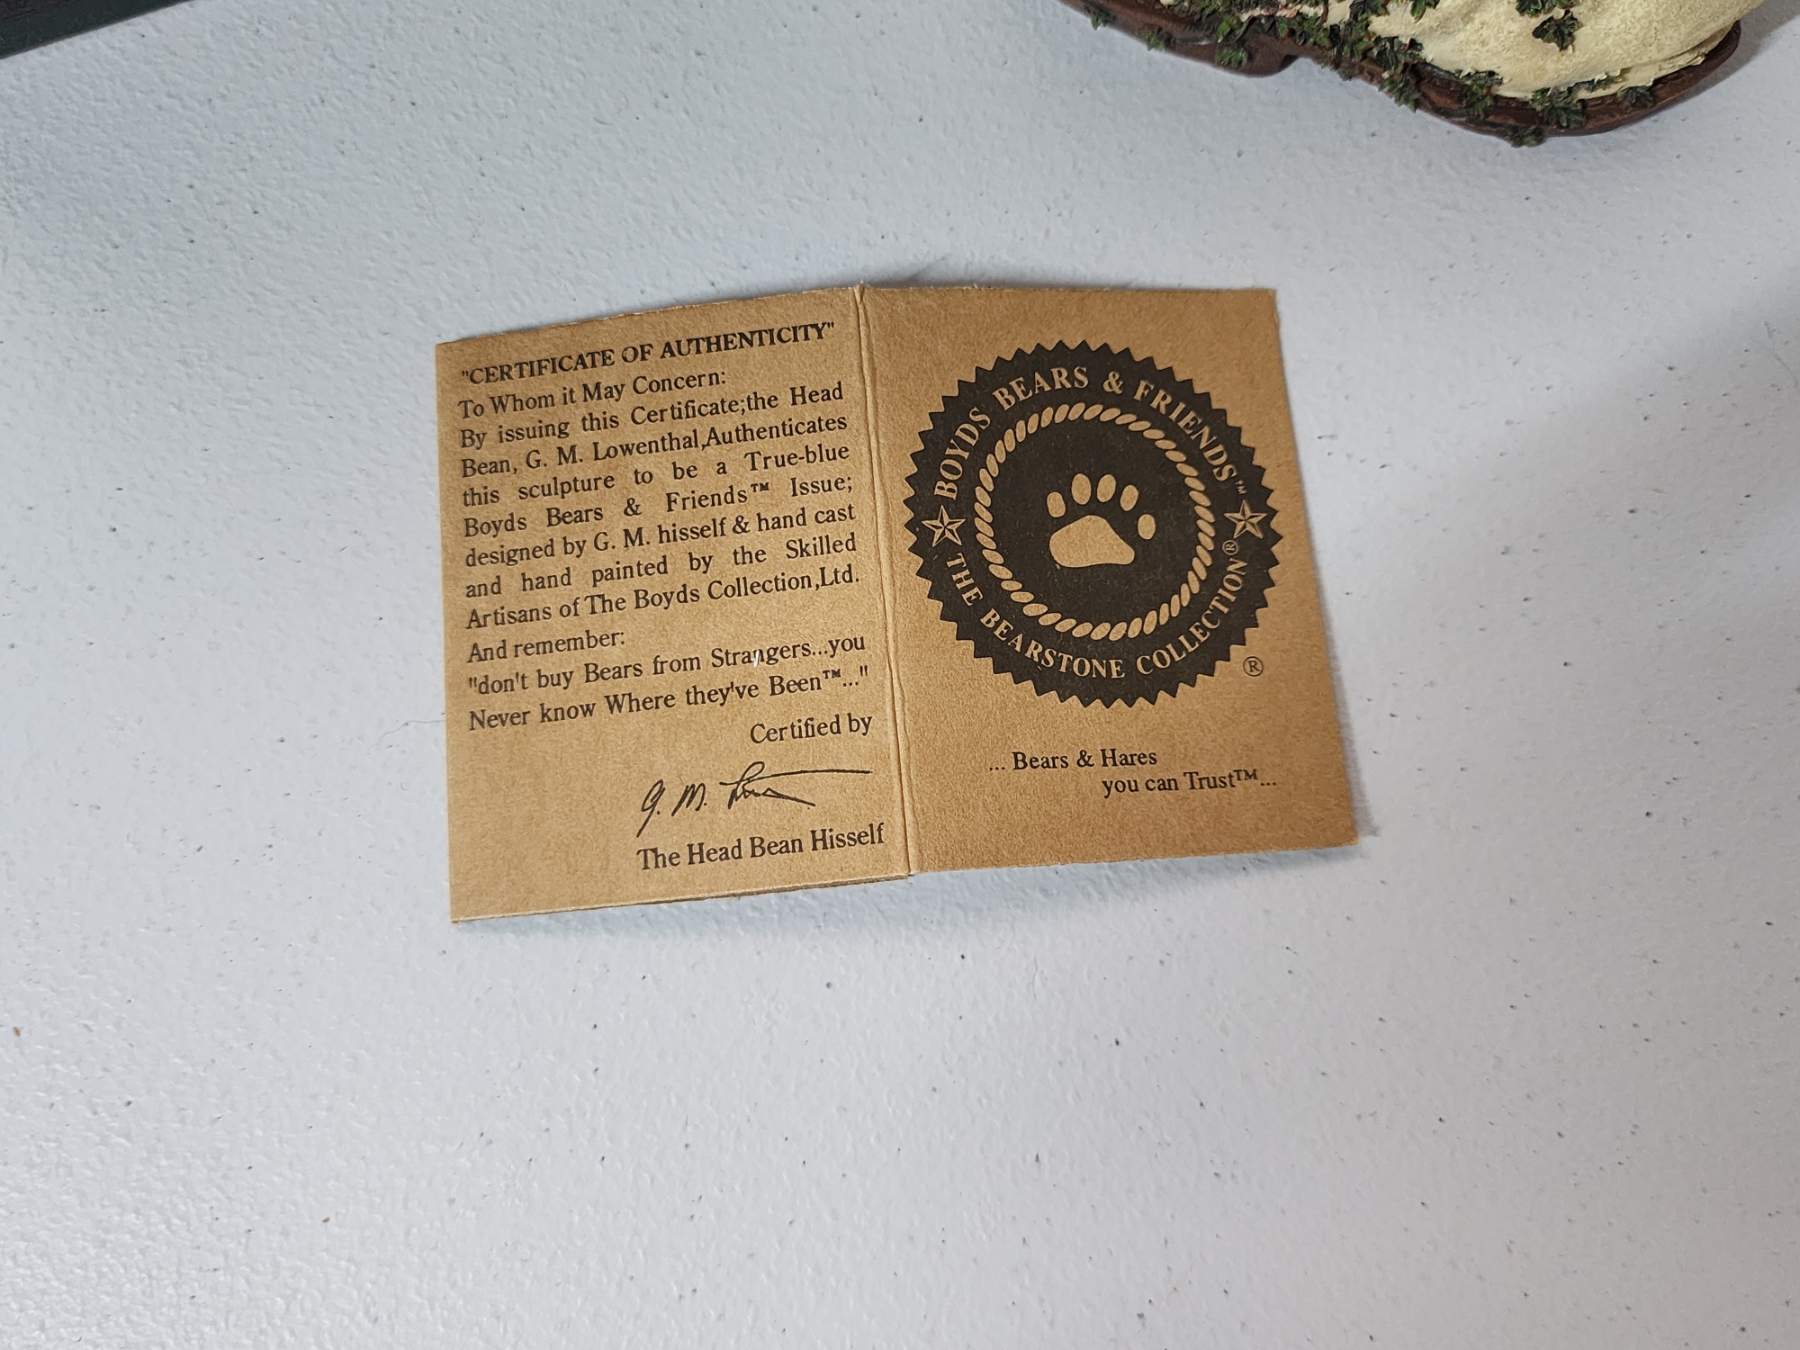 "CERTIFICATE OF AUTHENTICITY"
To Whom it May Concern:
By issuing this Certificate;the Head
Bean, G. M. Lowenthal,Authenticates
this sculpture to be a True-blue
Boyds Bears & Friends™ Issue;
designed by G. M. hisself & hand cast
and hand painted by the Skilled
Artisans of The Boyds Collection,Ltd.
And remember:
"don't buy Bears from Strangers...you
Never know Where they've Been™..."
Certified by
G. M.
The Head Bean Hisself
BOYDS BEARS & FRIENDS™
THE BEARSTONE COLLECTION®
®
... Bears & Hares
you can Trust™...